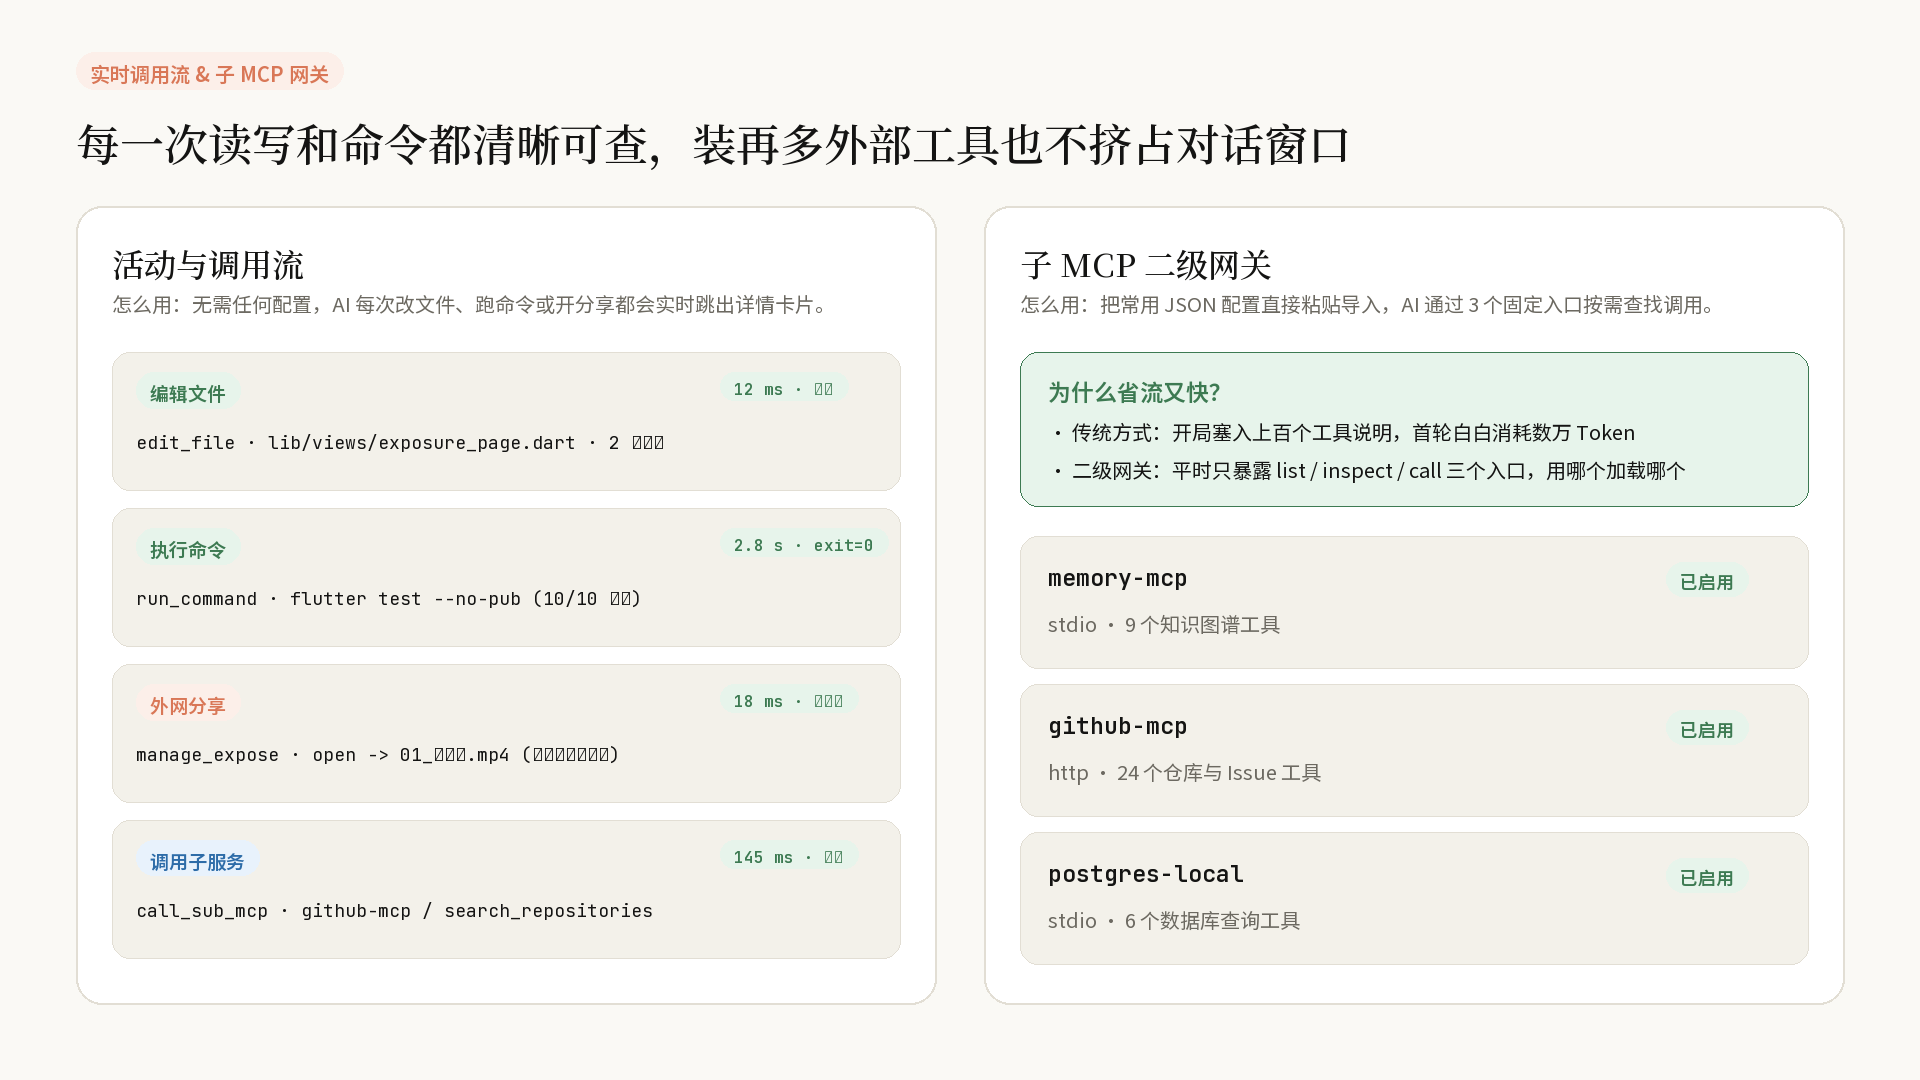 实时调用流 & 子 MCP 网关
每一次读写和命令都清晰可查，装再多外部工具也不挤占对话窗口
活动与调用流
怎么用：无需任何配置，AI 每次改文件、跑命令或开分享都会实时跳出详情卡片。
编辑文件
12 ms ·
edit_file · lib/views/exposure_page.dart · 2
执行命令
2.8 s · exit=0
run_command · flutter test --no-pub (10/10 )
外网分享
18 ms ·
manage_expose · open -> 01_.mp4 ()
调用子服务
145 ms ·
call_sub_mcp · github-mcp / search_repositories
子 MCP 二级网关
怎么用：把常用 JSON 配置直接粘贴导入，AI 通过 3 个固定入口按需查找调用。
为什么省流又快？
· 传统方式：开局塞入上百个工具说明，首轮白白消耗数万 Token
· 二级网关：平时只暴露 list / inspect / call 三个入口，用哪个加载哪个
memory-mcp
已启用
stdio · 9 个知识图谱工具
github-mcp
已启用
http · 24 个仓库与 Issue 工具
postgres-local
已启用
stdio · 6 个数据库查询工具